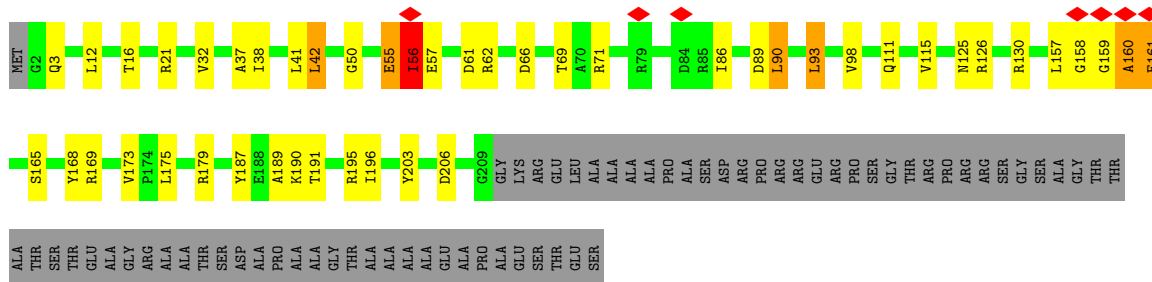 MET G2 Q3 L12 T16 R21 V32 A37 I38 L41 L42 G50 E55 I56 E57 D61 R62 D66 T69 A70 R71 R79 D84 R85 I86 D89 L90 L93 V98 Q111 V115 N125 R126 R130 L157 G158 G159 A160 E161
S165 Y168 R169 V173 P174 L175 R179 Y187 E188 A189 K190 T191 R195 I196 Y203 D206 G209 GLY LYS ARG GLU LEU ALA ALA ALA ALA PRO ALA SER ASP ARG PRO ARG ARG GLU ARG PRO SER GLY THR ARG PRO ARG ARG SER GLY SER ALA GLY THR THR
ALA THR SER THR GLU ALA GLY ARG ALA ALA THR SER ASP ALA PRO ALA ALA GLY THR ALA ALA ALA ALA GLU ALA PRO ALA GLU SER THR GLU SER